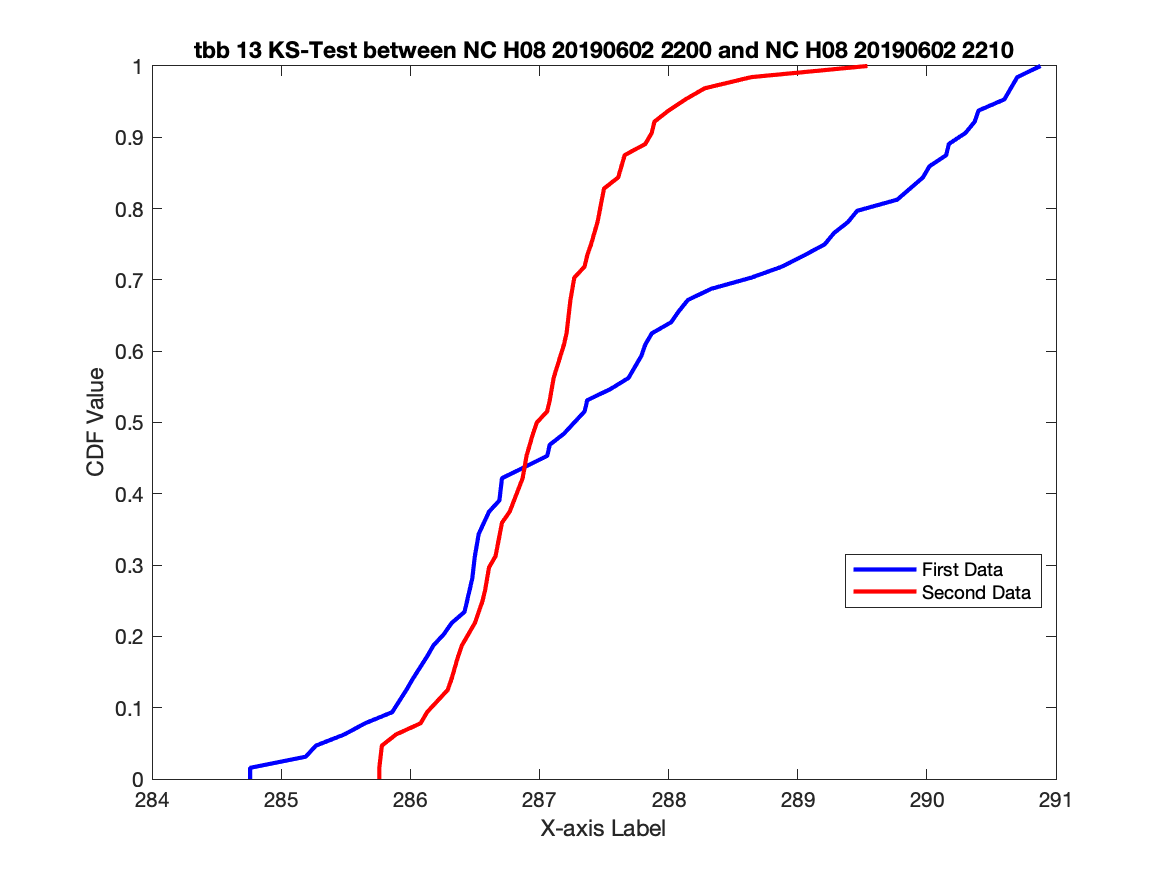 tbb 13 KS-Test between NC H08 20190602 2200 and NC H08 20190602 2210
1
0.9
0.8
0.7
0.6
0.5
0.4
0.3
0.2
0.1
0
CDF Value
First Data
Second Data
284 285 286 287 288 289 290 291
X-axis Label